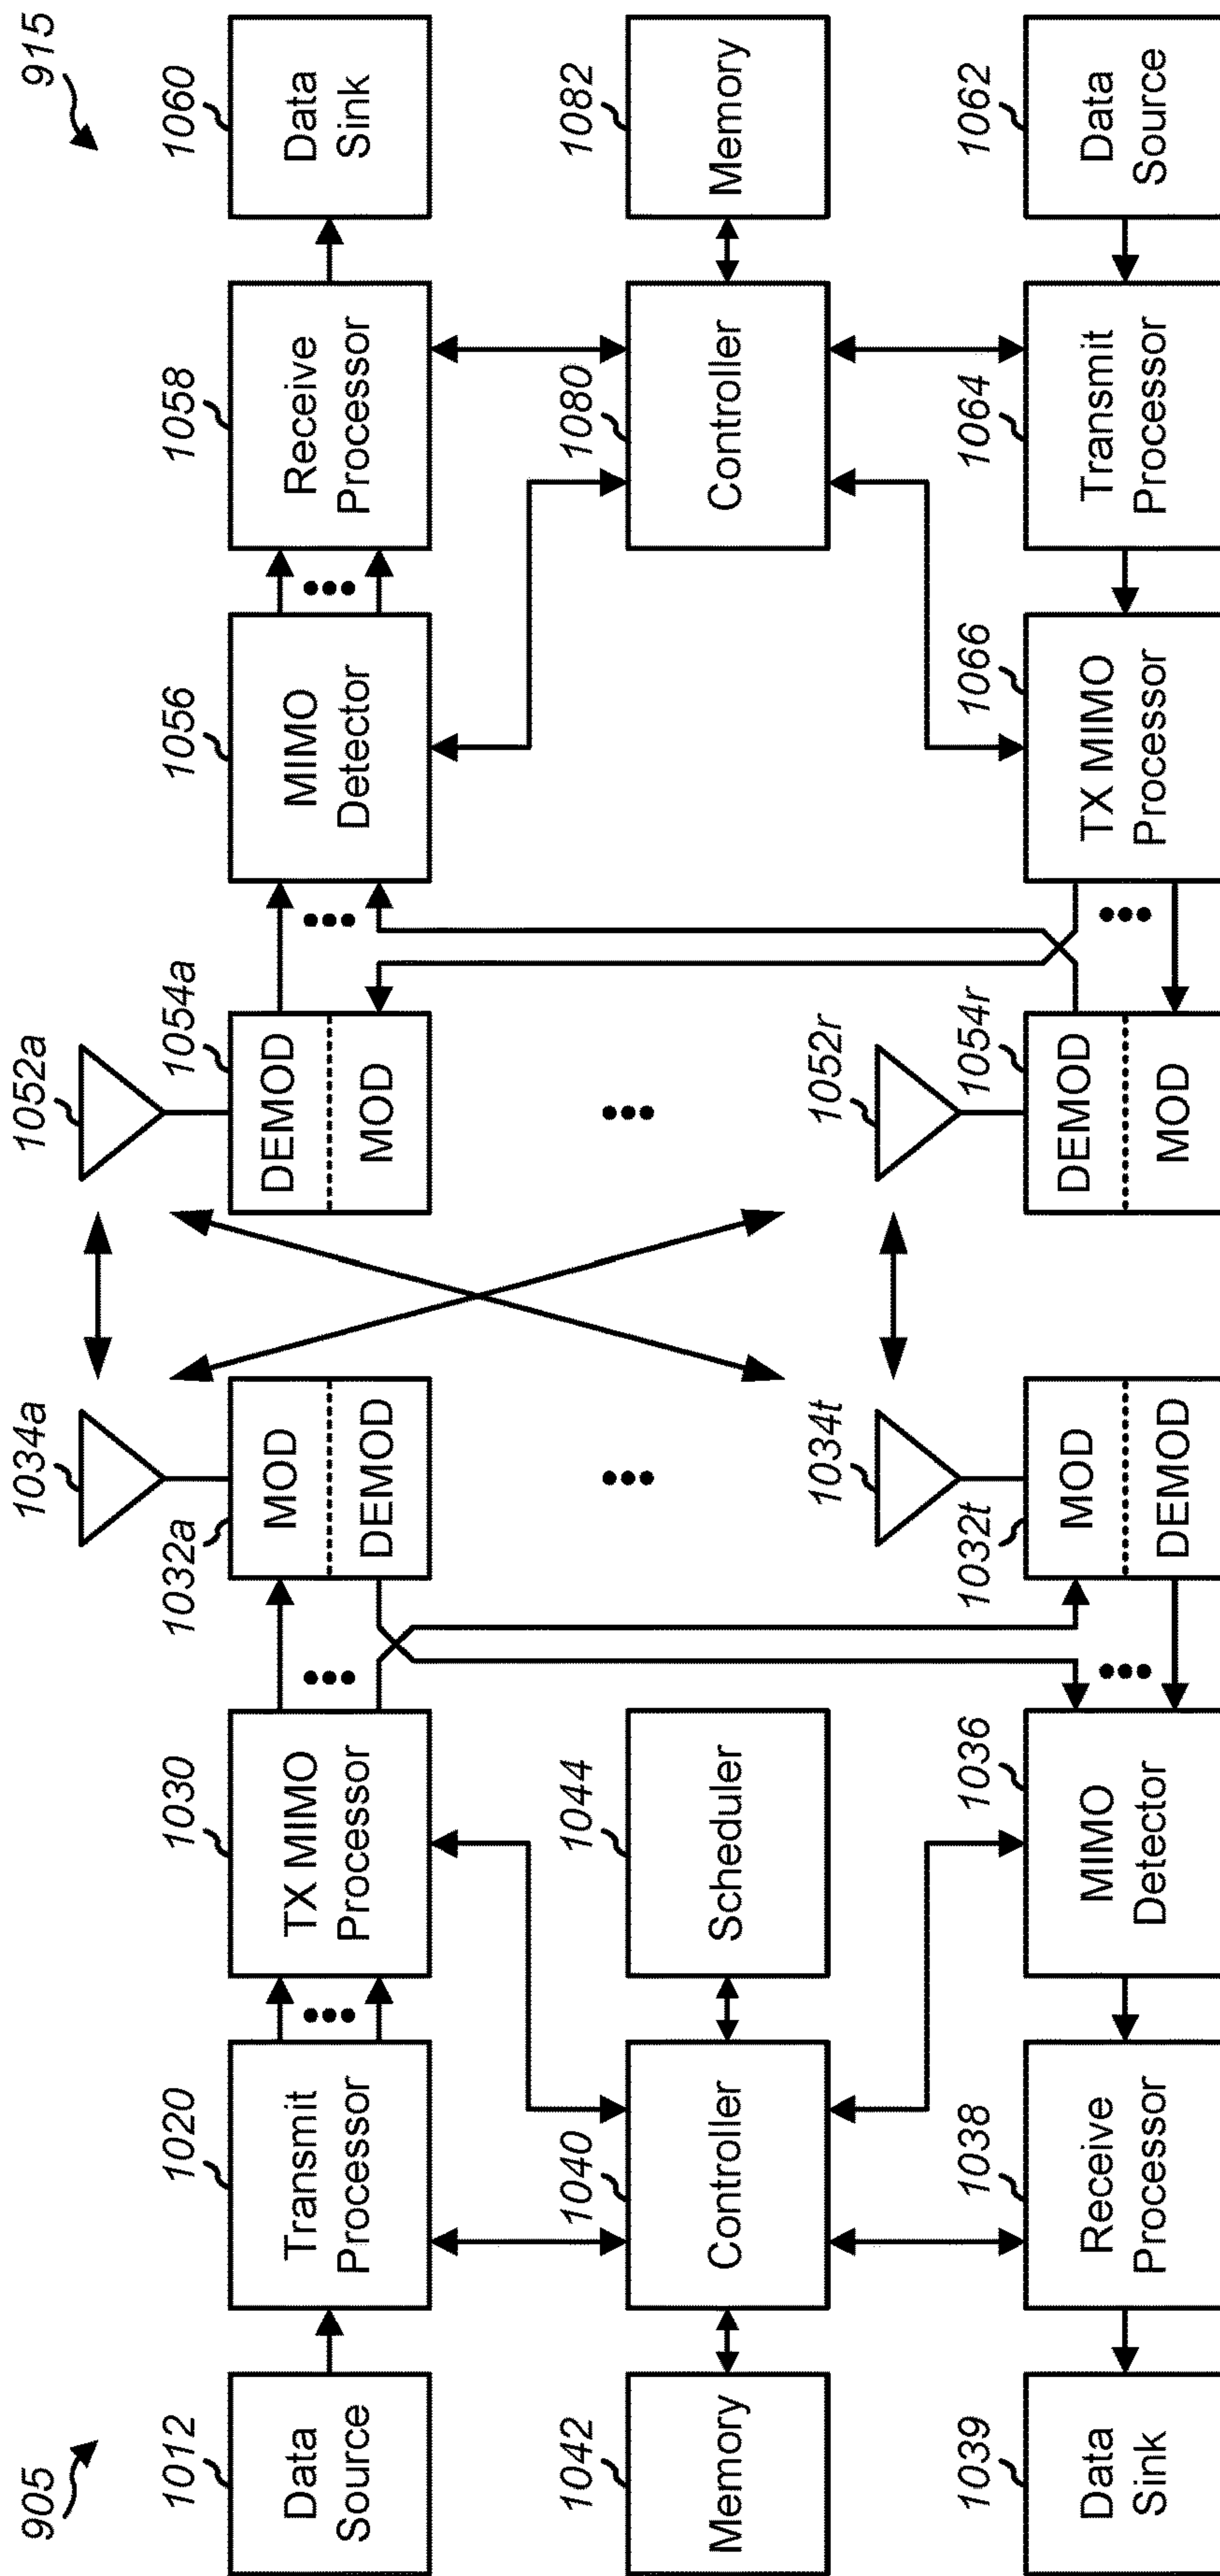 905
915
1034a
1052a
1012
1020
1030
1032a
1054a
1056
1058
1060
Data
Source
Transmit
Processor
TX MIMO
Processor
MOD
DEMOD
DEMOD
MOD
MIMO
Detector
Receive
Processor
Data
Sink
1042
1040
1044
1080
1082
Memory
Controller
Scheduler
Controller
Memory
1034t
1052r
1039
1038
1036
1032t
1054r
1066
1064
1062
Data
Sink
Receive
Processor
MIMO
Detector
MOD
DEMOD
DEMOD
MOD
TX MIMO
Processor
Transmit
Processor
Data
Source